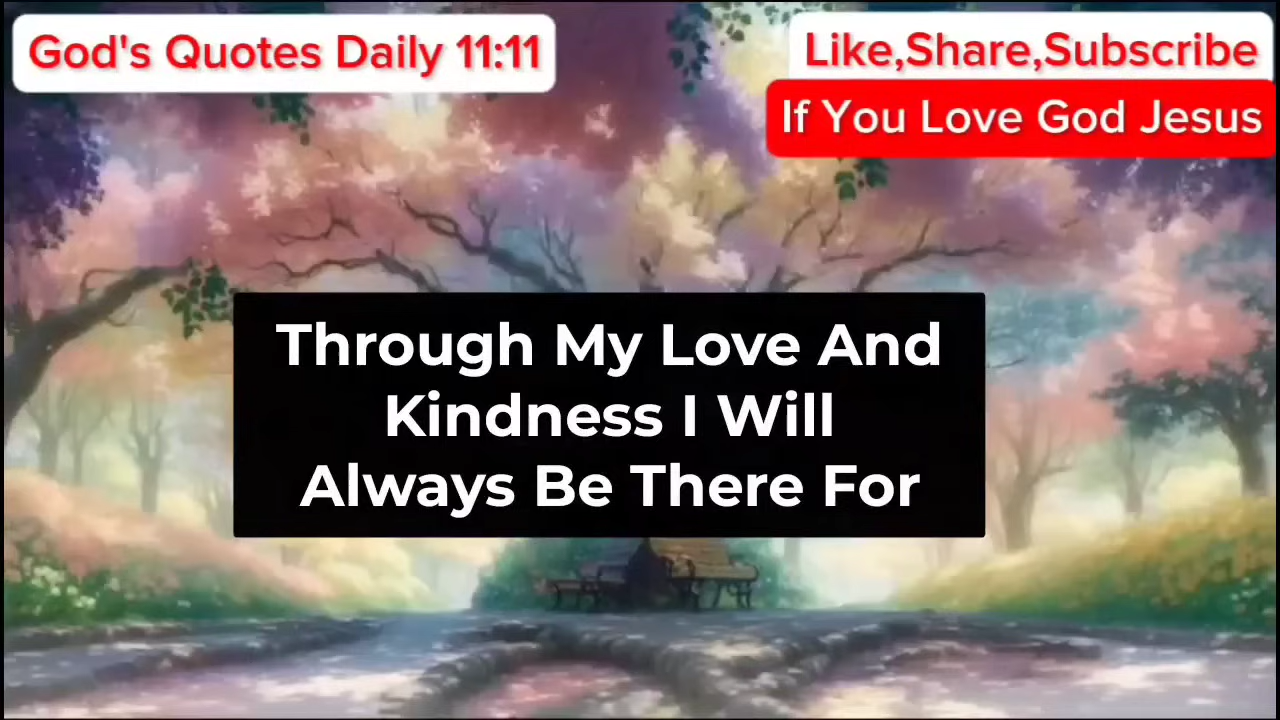 God's Quotes Daily 11:11
Like,Share,Subscribe
If You Love God Jesus
Through My Love And
Kindness I Will
Always Be There For